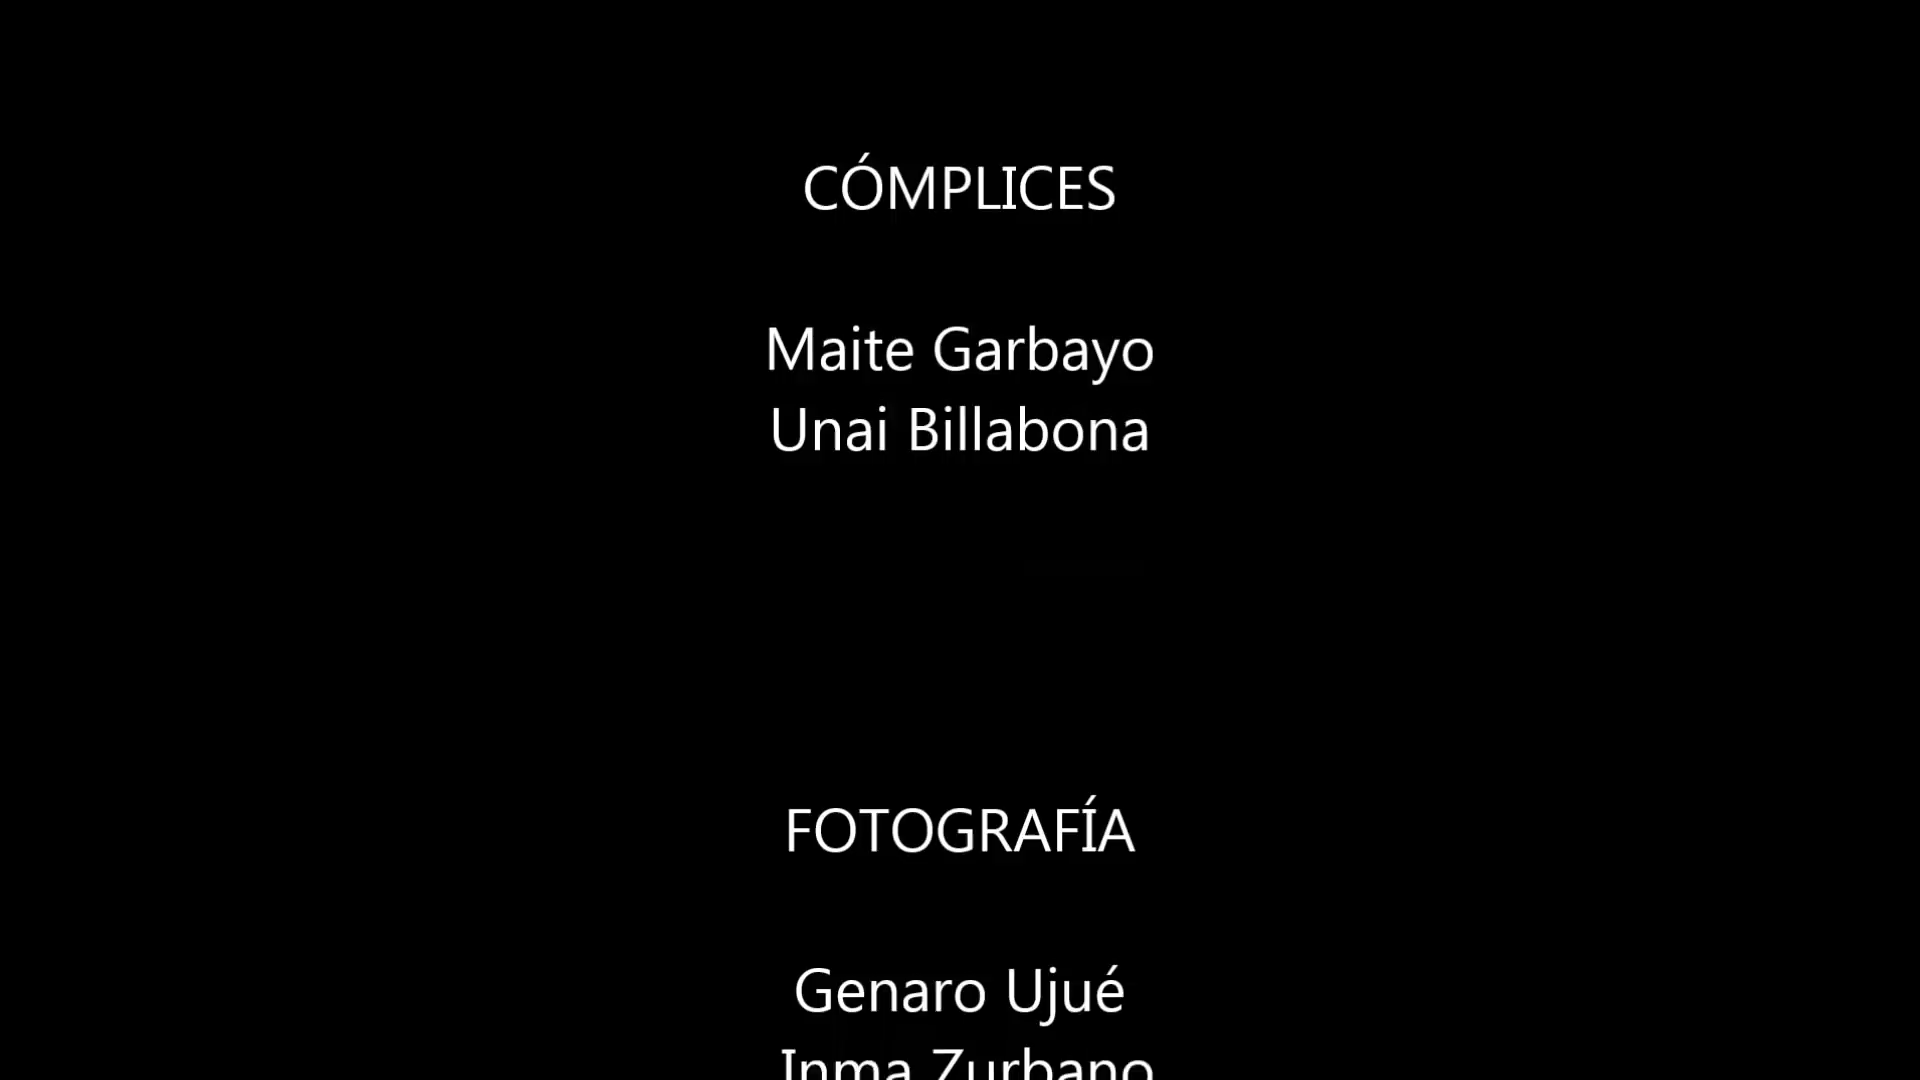 CÓMPLICES
Maite Garbayo
Unai Billabona
FOTOGRAFÍA
Genaro Ujué
Inma Zurbano